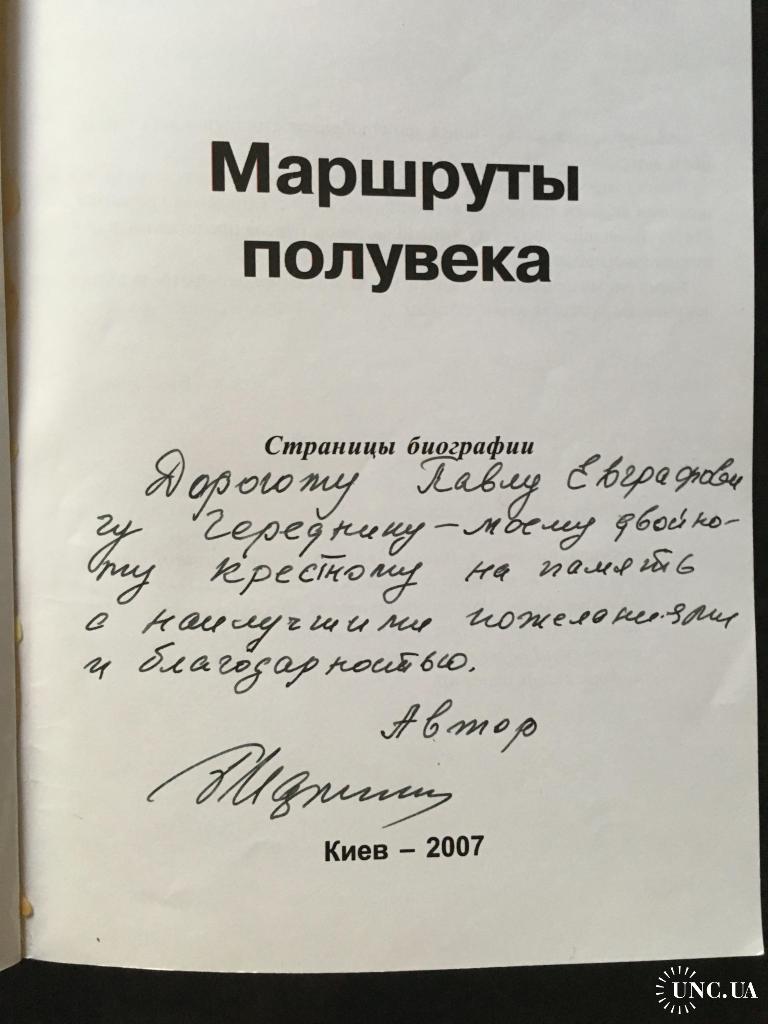 Маршруты
полувека
Страницы биографии
Дорогому Павлу Евграфови
чу Череднику – моему двойно-
му крестному на память
с наилучшими пожеланиями
и благодарностью.
Автор
Киев – 2007
UNC.UA